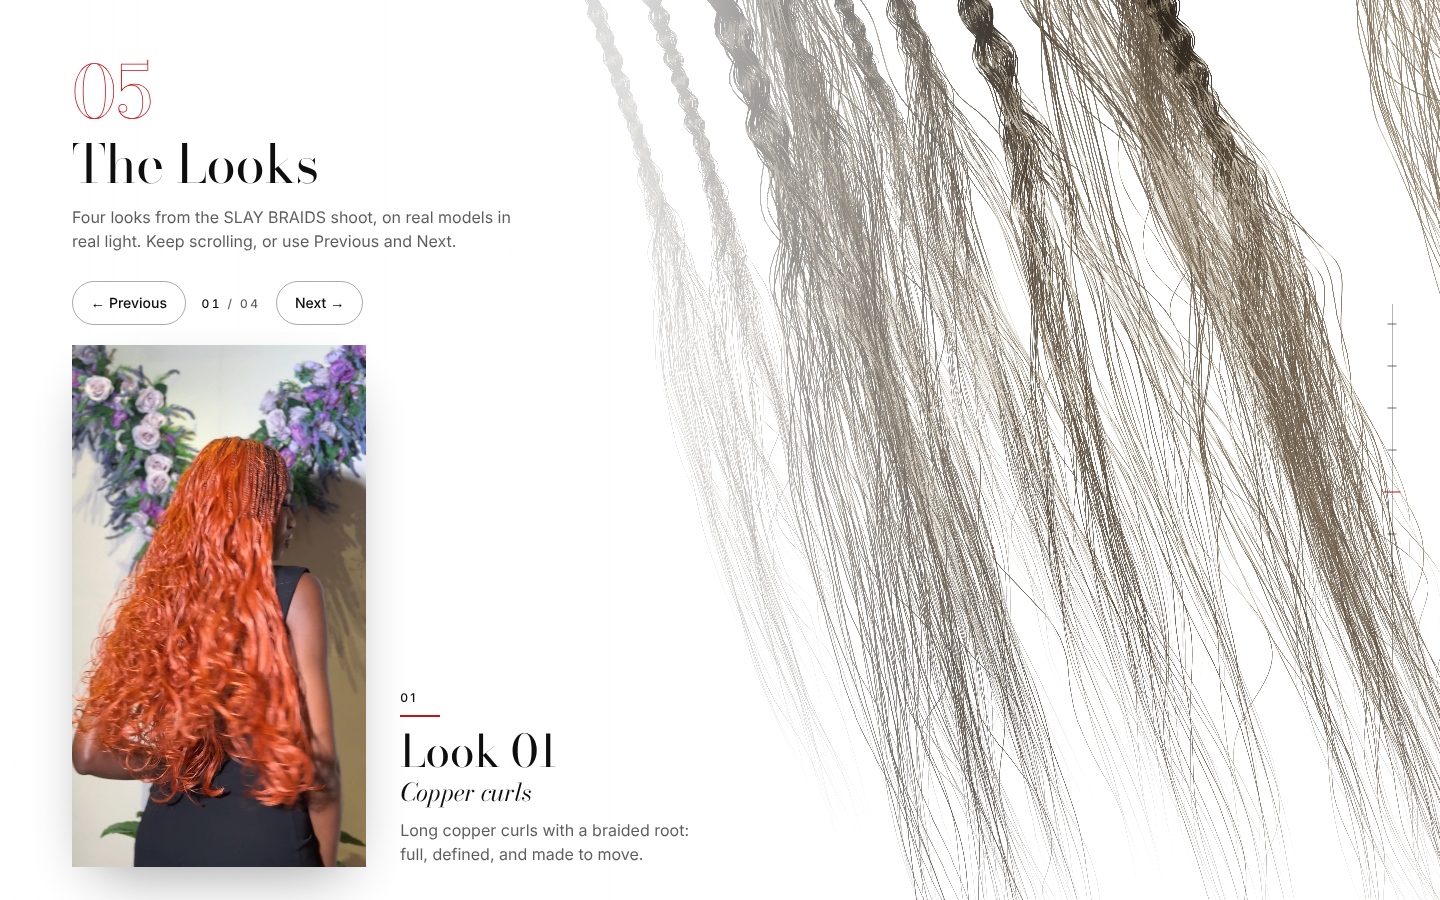 05
The Looks
Four looks from the SLAY BRAIDS shoot, on real models in
real light. Keep scrolling, or use Previous and Next.
← Previous 01 / 04 Next →
01
Look 01
Copper curls
Long copper curls with a braided root:
full, defined, and made to move.